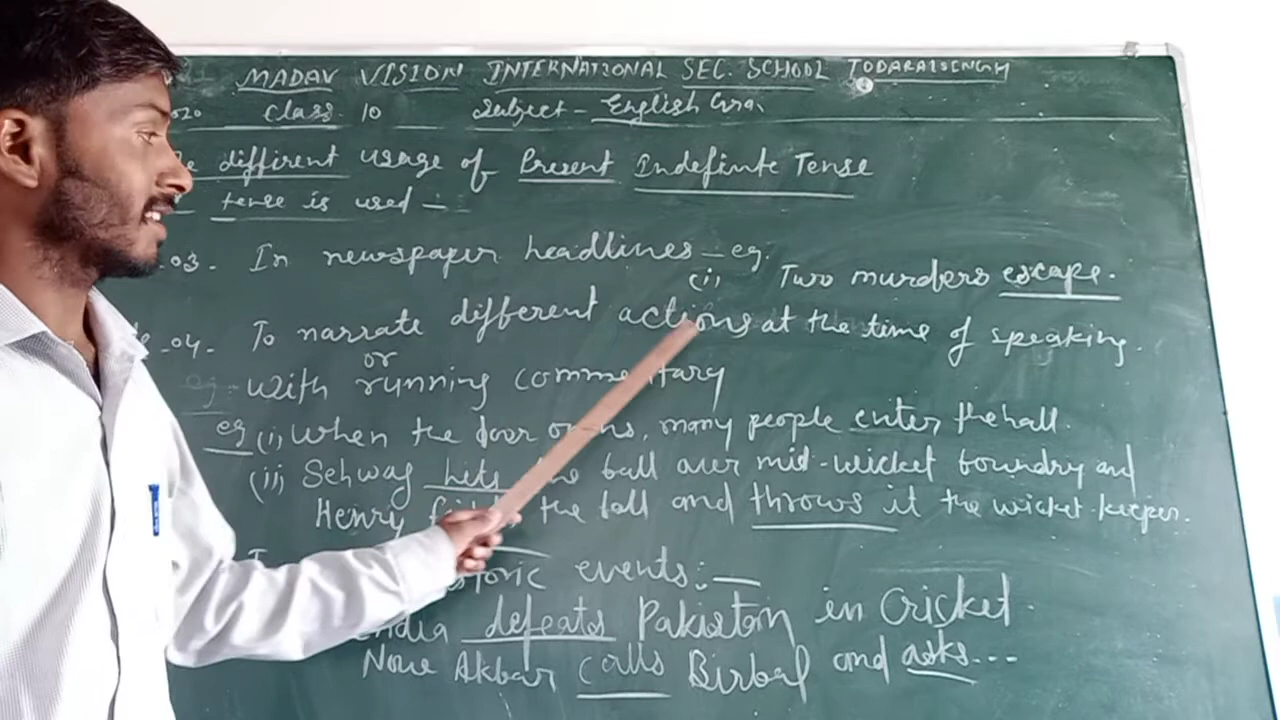 MADAV VISION INTERNATIONAL SEC. SCHOOL TODARAISINGH
020 Class 10 Subject - English Gra.
diffirent usage of Present Indefinite Tense
tense is used :-
.03. In newspaper headlines - eg.
(i) Two murders escape.
.04. To narrate different actions at the time of speaking.
or
with running commentary
eg (i) When the door, many people enter the hall.
(ii) Sehwag hits the ball over mid-wicket boundry and
Henry the ball and throws it the wicket-keeper.
events:-
India defeats Pakistan in Cricket.
Now Akbar calls Birbal and asks...